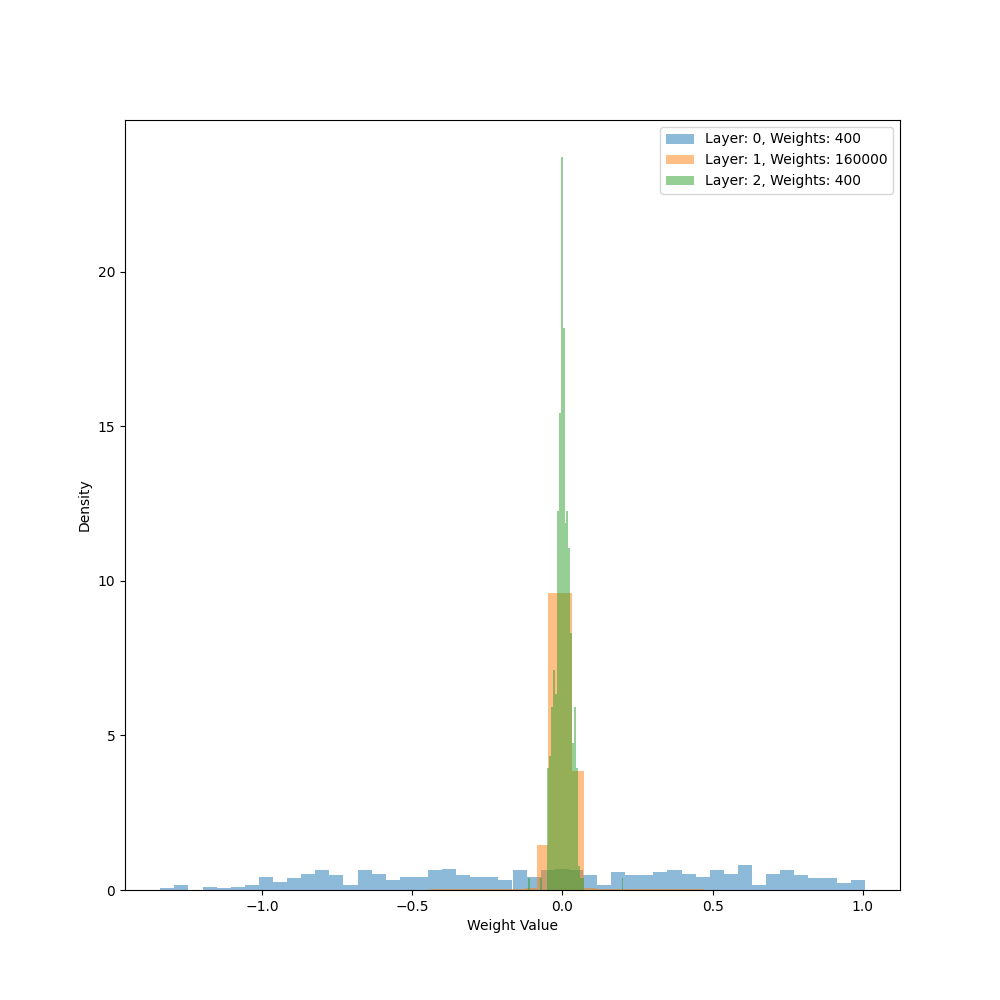 Layer: 0, Weights: 400
Layer: 1, Weights: 160000
Layer: 2, Weights: 400
20
15
10
5
0
Density
−1.0
−0.5
0.0
0.5
1.0
Weight Value